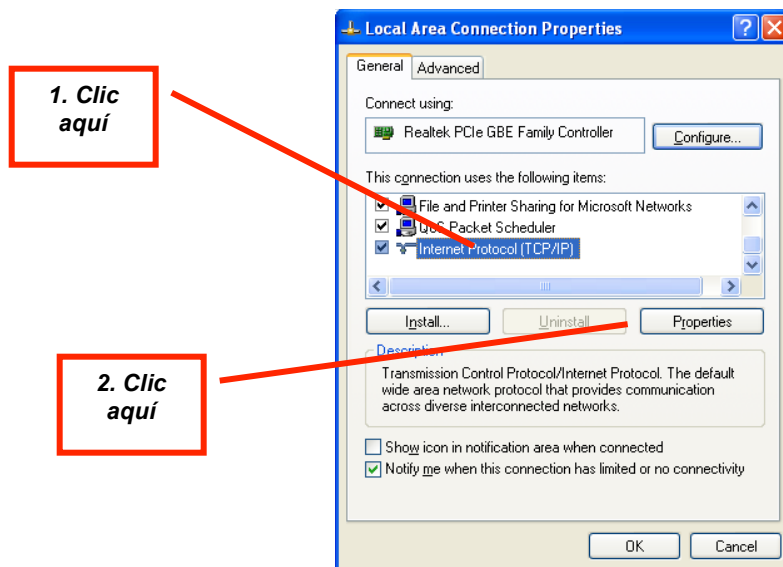 Local Area Connection Properties
General Advanced
1. Clic
aquí
Connect using:
Realtek PCIe GBE Family Controller
Configure...
This connection uses the following items:
File and Printer Sharing for Microsoft Networks
QoS Packet Scheduler
Internet Protocol (TCP/IP)
Install... Uninstall Properties
2. Clic
aquí
Description
Transmission Control Protocol/Internet Protocol. The default
wide area network protocol that provides communication
across diverse interconnected networks.
Show icon in notification area when connected
Notify me when this connection has limited or no connectivity
OK Cancel